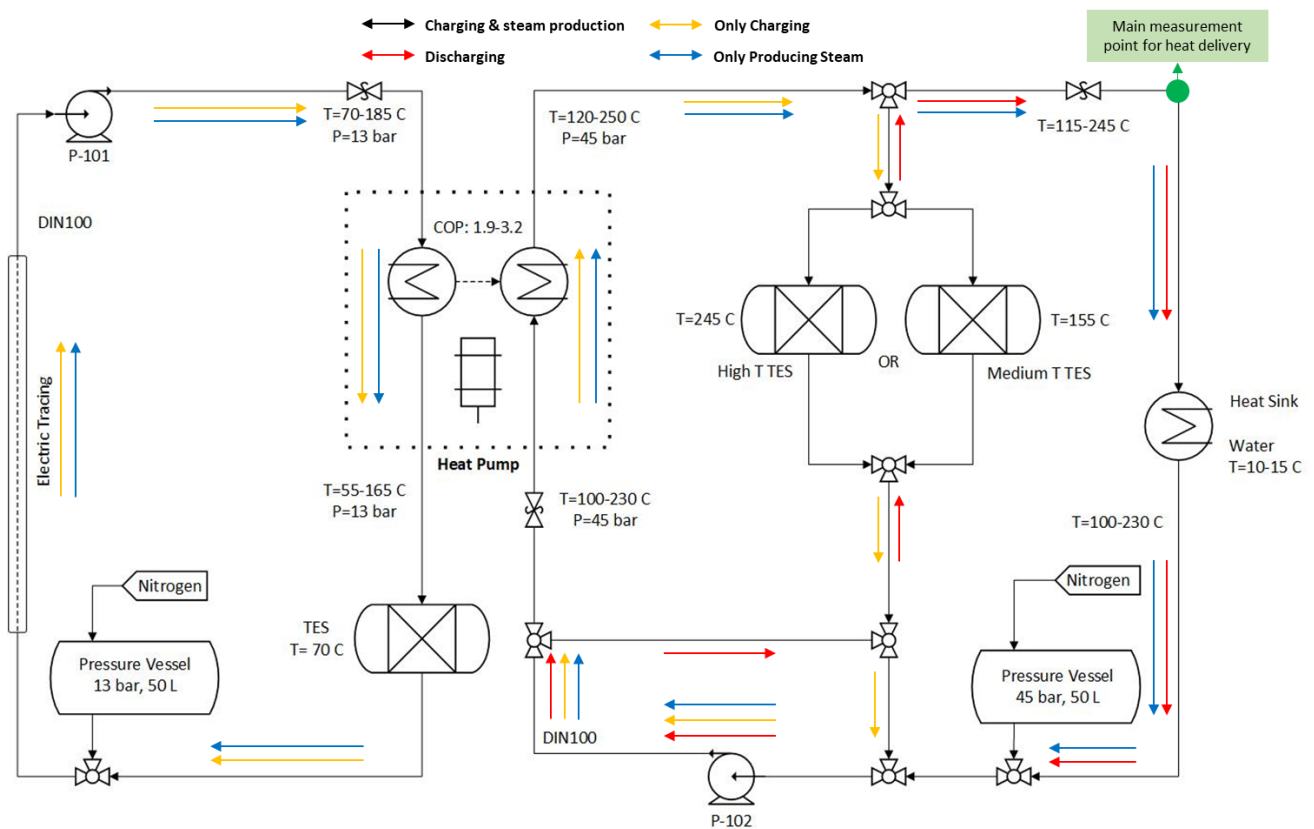 Charging & steam production
Only Charging
Discharging
Only Producing Steam
Main measurement
point for heat delivery
P-101
T=70-185 C
P=13 bar
T=120-250 C
P=45 bar
T=115-245 C
DIN100
COP: 1.9-3.2
T=245 C
T=155 C
OR
High T TES
Medium T TES
Heat Sink
Water
T=10-15 C
Electric Tracing
Heat Pump
T=55-165 C
P=13 bar
T=100-230 C
P=45 bar
T=100-230 C
Nitrogen
Nitrogen
TES
T= 70 C
Pressure Vessel
13 bar, 50 L
Pressure Vessel
45 bar, 50 L
DIN100
P-102